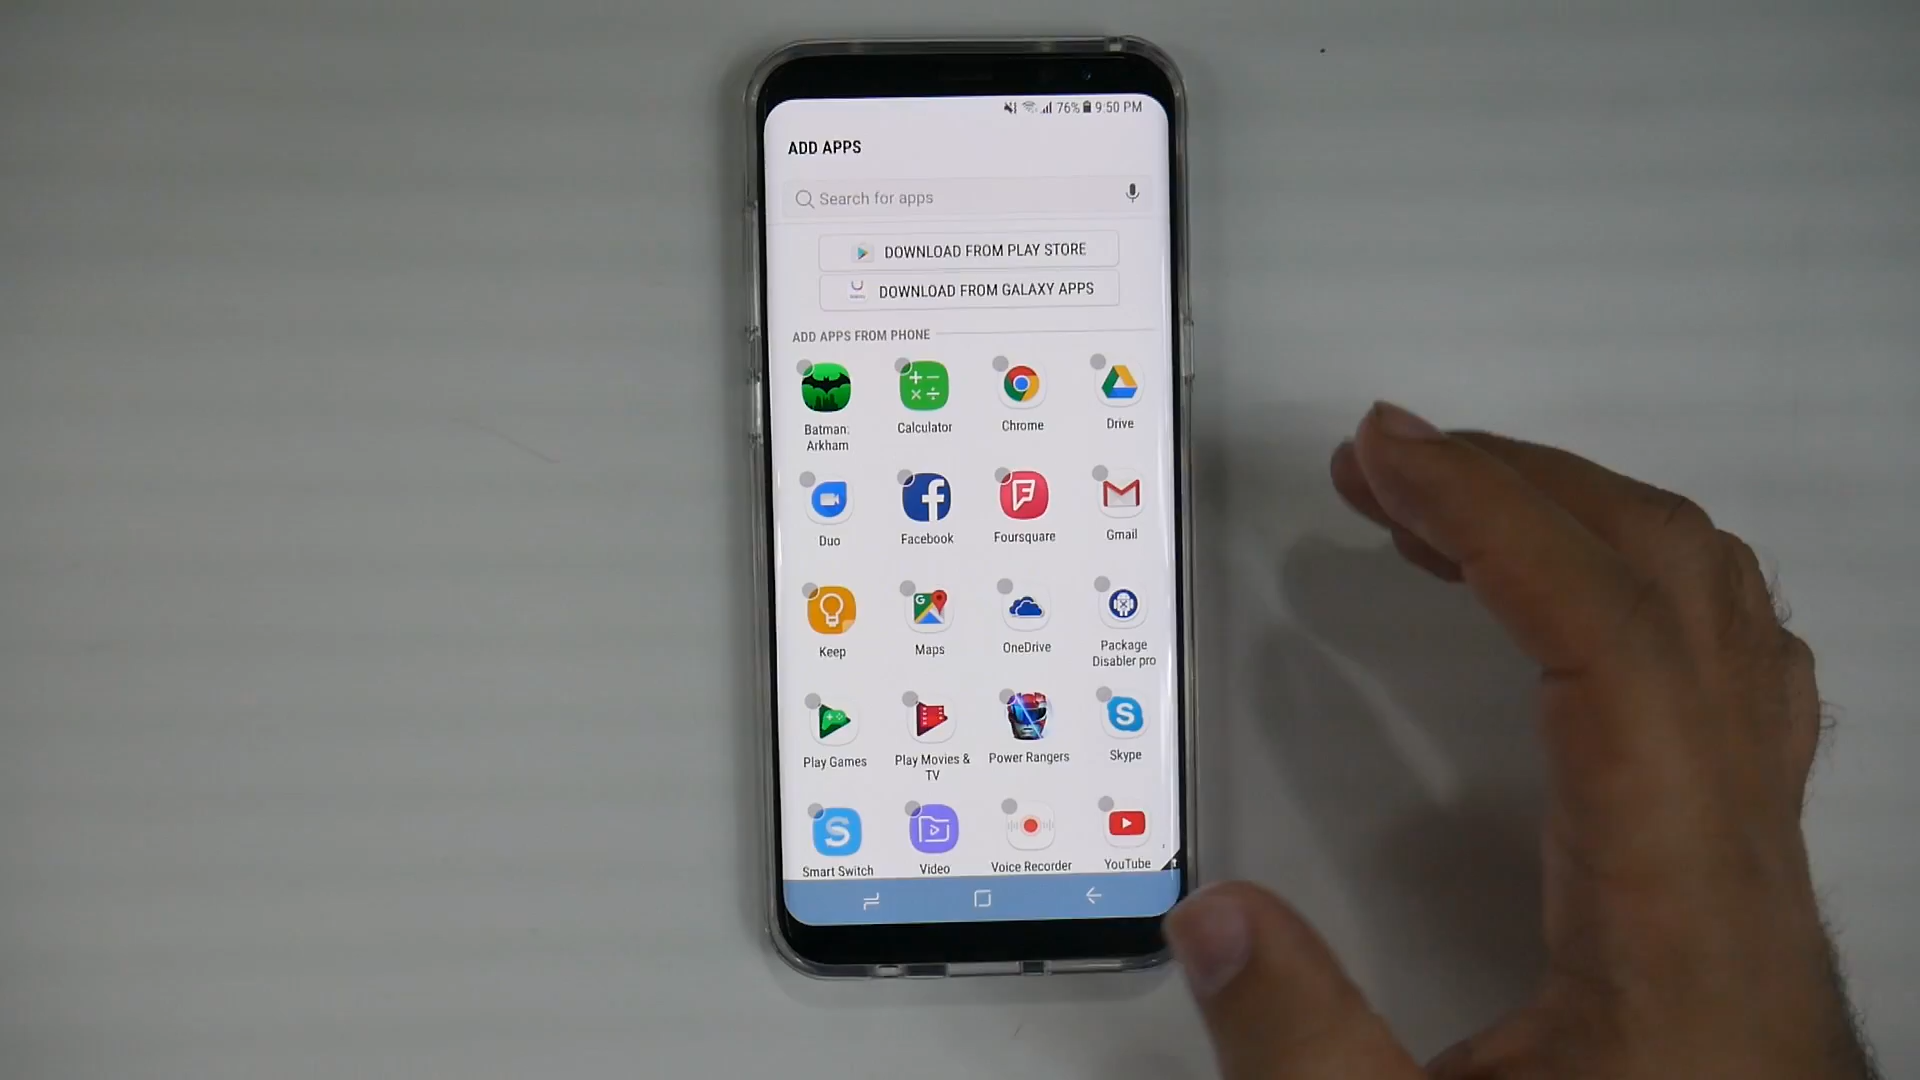 76% 9:50 PM
ADD APPS
Search for apps
DOWNLOAD FROM PLAY STORE
DOWNLOAD FROM GALAXY APPS
ADD APPS FROM PHONE
Batman: Arkham
Calculator
Chrome
Drive
Duo
Facebook
Foursquare
Gmail
Keep
Maps
OneDrive
Package Disabler pro
Play Games
Play Movies & TV
Power Rangers
Skype
Smart Switch
Video
Voice Recorder
YouTube